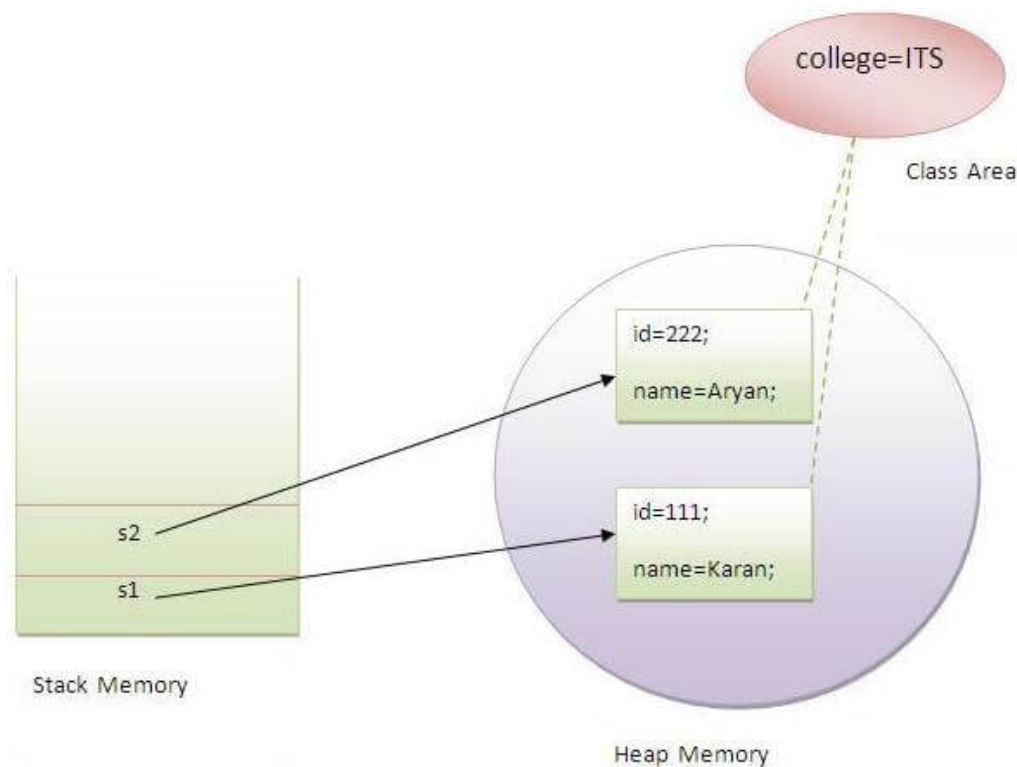 college=ITS
Class Area
id=222;
name=Aryan;
s2
id=111;
name=Karan;
s1
Stack Memory
Heap Memory